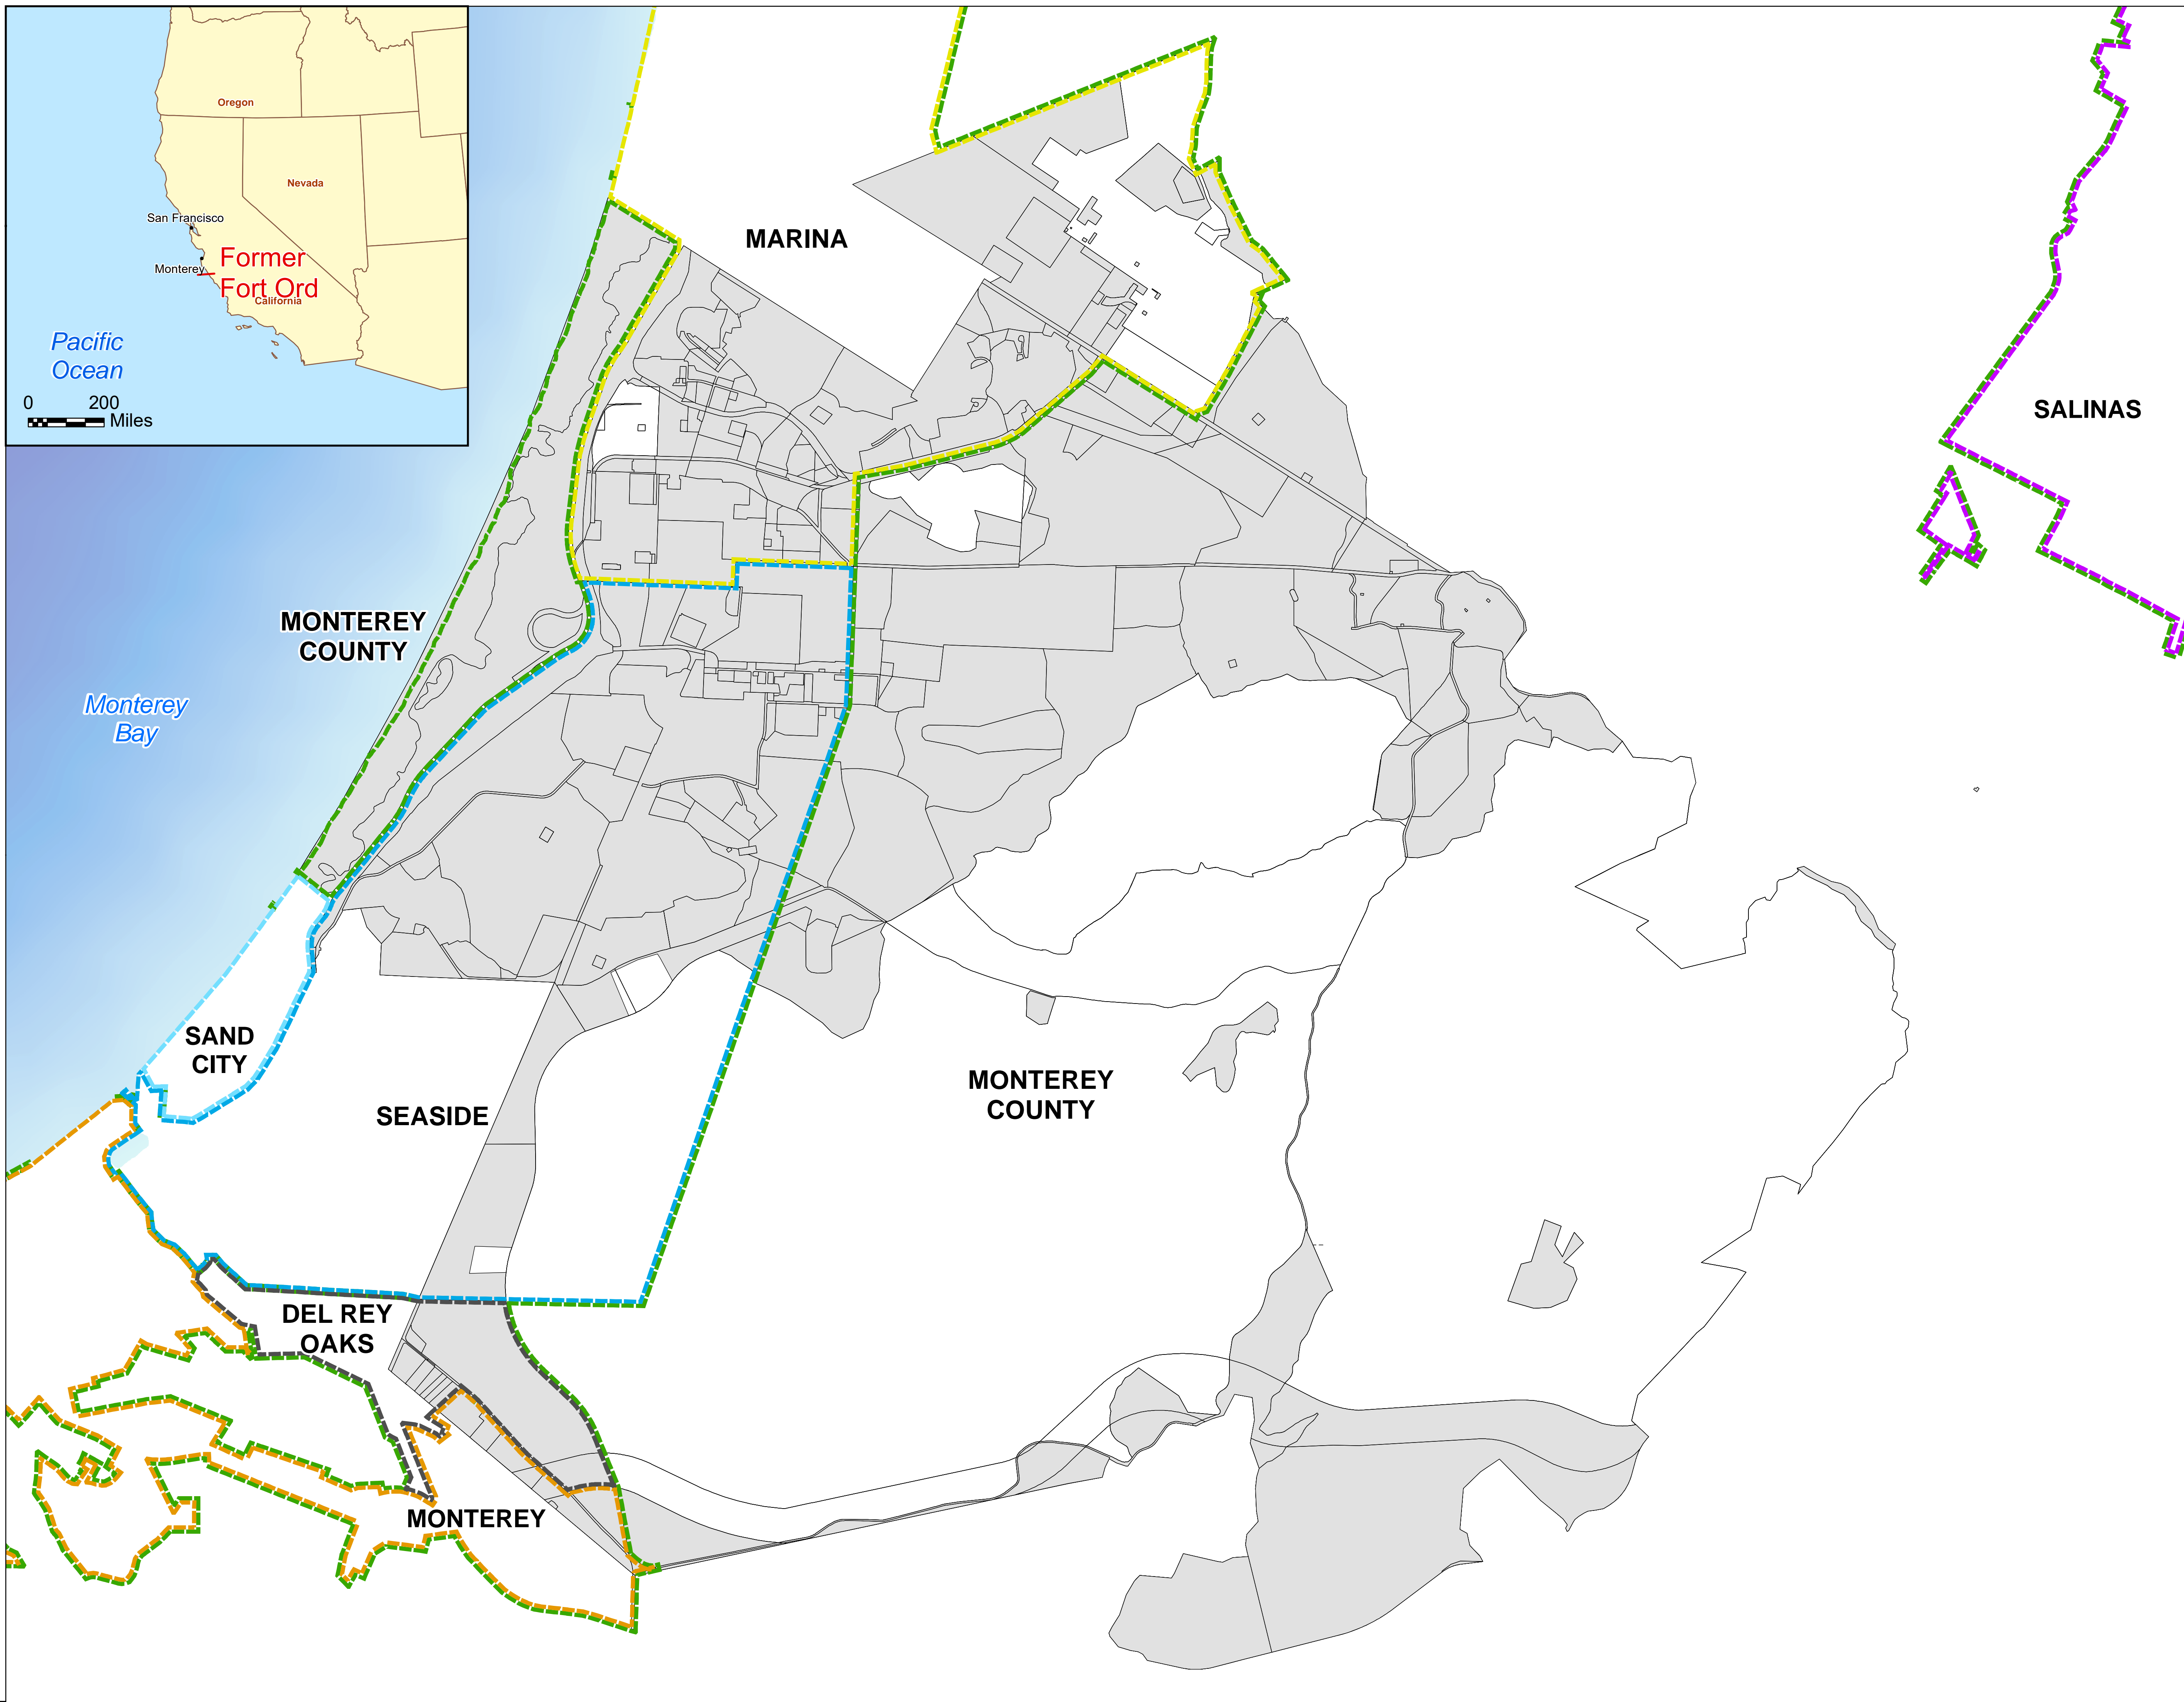 Oregon
Nevada
San Francisco
Monterey
Former
Fort Ord
California
Pacific
Ocean
0 200
Miles
MARINA
SALINAS
MONTEREY
COUNTY
Monterey
Bay
SAND
CITY
SEASIDE
MONTEREY
COUNTY
DEL REY
OAKS
MONTEREY